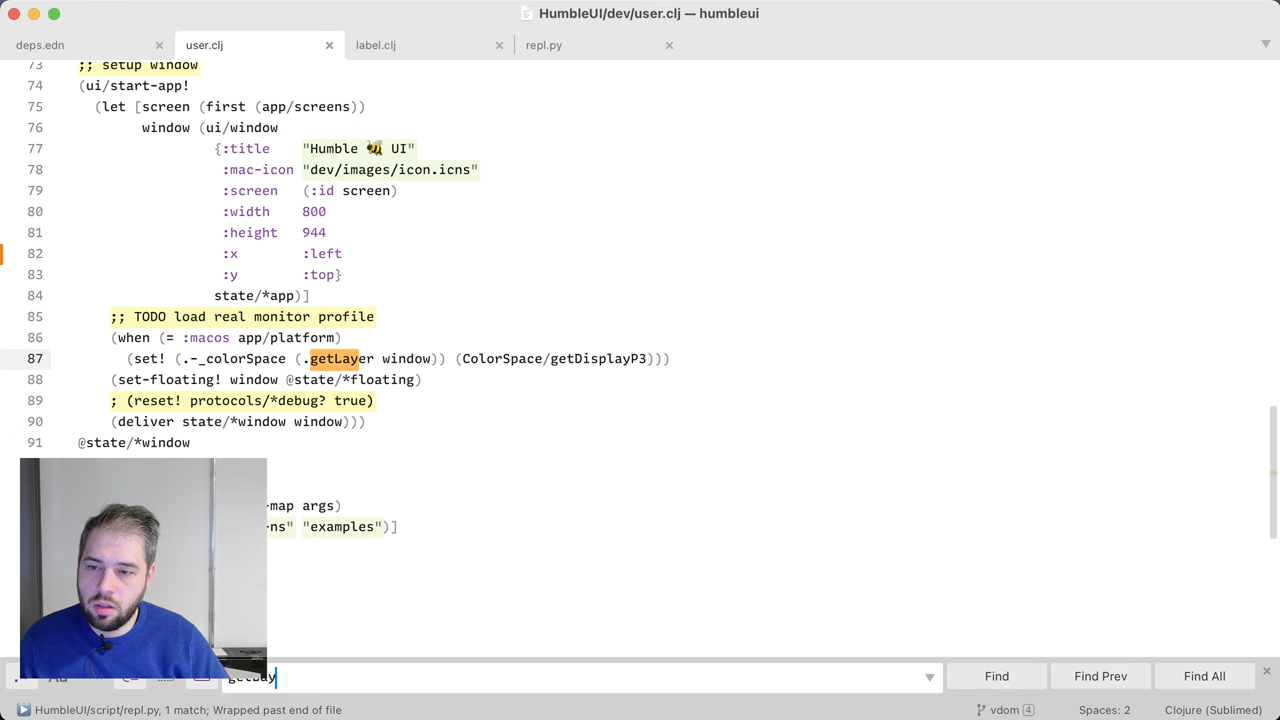 HumbleUI/dev/user.clj — humbleui
deps.edn
user.clj
label.clj
repl.py
73 ;; setup window
74 (ui/start-app!
75 (let [screen (first (app/screens))
76 window (ui/window
77 {:title "Humble 🐝 UI"
78 :mac-icon "dev/images/icon.icns"
79 :screen (:id screen)
80 :width 800
81 :height 944
82 :x :left
83 :y :top}
84 state/*app)]
85 ;; TODO load real monitor profile
86 (when (= :macos app/platform)
87 (set! (.-_colorSpace (.getLayer window)) (ColorSpace/getDisplayP3)))
88 (set-floating! window @state/*floating)
89 ; (reset! protocols/*debug? true)
90 (deliver state/*window window)))
91 @state/*window
-map args)
-ns" "examples")]
getLay
Find
Find Prev
Find All
HumbleUI/script/repl.py, 1 match; Wrapped past end of file
vdom 4
Spaces: 2
Clojure (Sublimed)